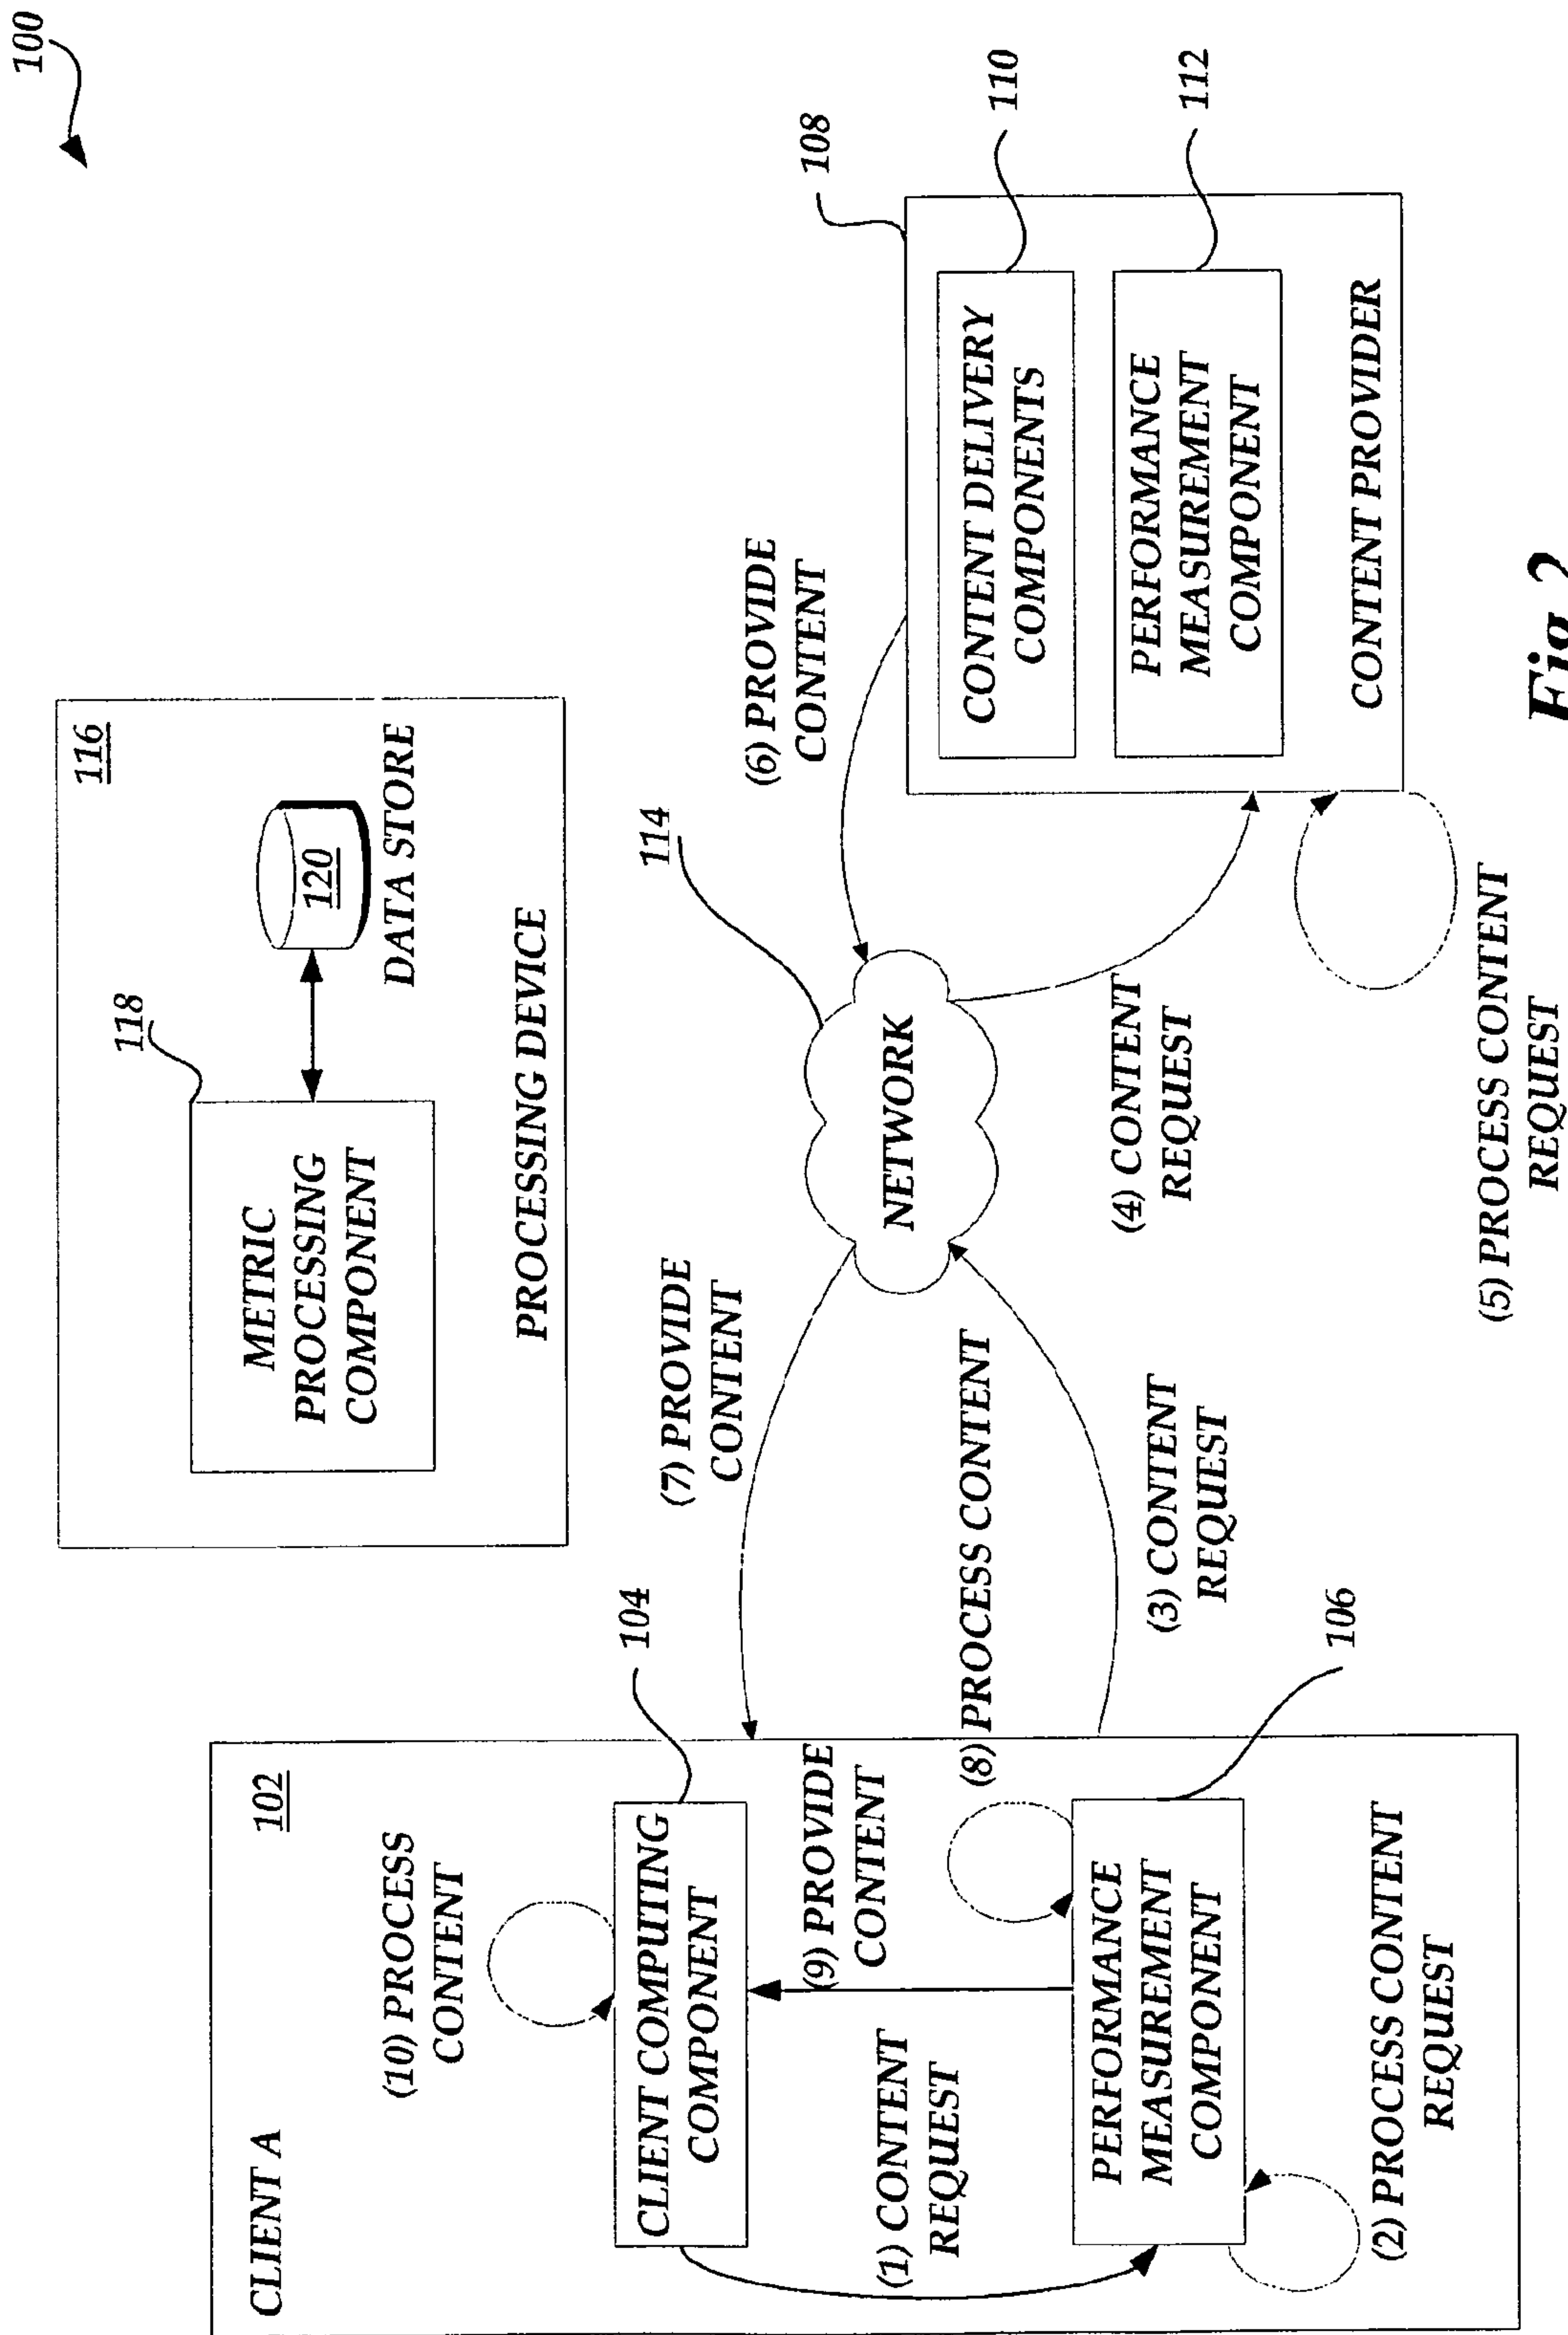 100
CLIENT A
102
(10) PROCESS
CONTENT
CLIENT COMPUTING
COMPONENT
104
(1) CONTENT
REQUEST
(9) PROVIDE
CONTENT
(8) PROCESS CONTENT
PERFORMANCE
MEASUREMENT
COMPONENT
106
(2) PROCESS CONTENT
REQUEST
METRIC
PROCESSING
COMPONENT
118
116
120
DATA STORE
PROCESSING DEVICE
(7) PROVIDE
CONTENT
(3) CONTENT
REQUEST
NETWORK
114
(6) PROVIDE
CONTENT
(4) CONTENT
REQUEST
(5) PROCESS CONTENT
REQUEST
108
CONTENT DELIVERY
COMPONENTS
110
PERFORMANCE
MEASUREMENT
COMPONENT
112
CONTENT PROVIDER
Fig.2.